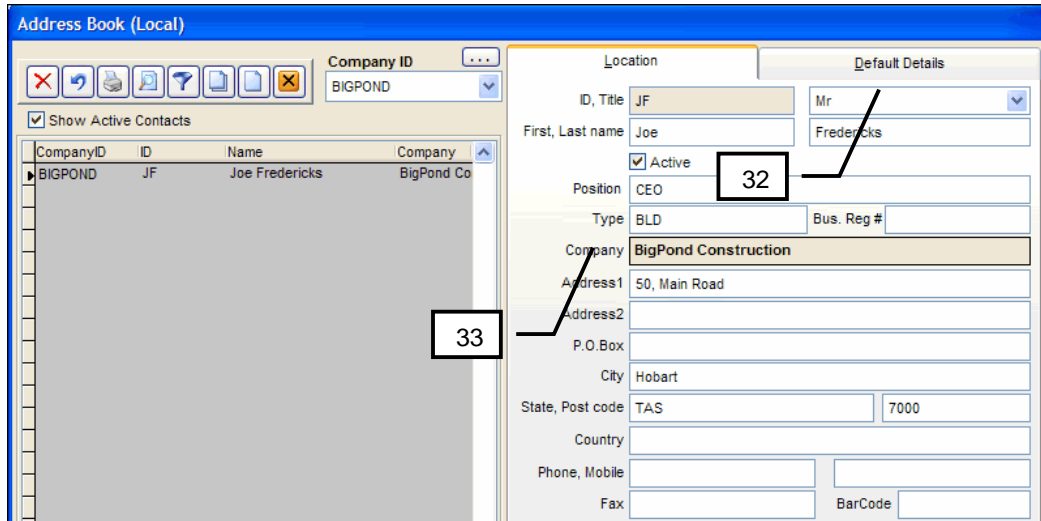 Address Book (Local)
Company ID
...
BIGPOND
Show Active Contacts
CompanyID ID Name Company
BIGPOND JF Joe Fredericks BigPond Co
Location Default Details
ID, Title JF Mr
First, Last name Joe Fredericks
Active
32
Position CEO
Type BLD Bus. Reg #
Company BigPond Construction
Address1 50, Main Road
Address2
33
P.O.Box
City Hobart
State, Post code TAS 7000
Country
Phone, Mobile
Fax BarCode